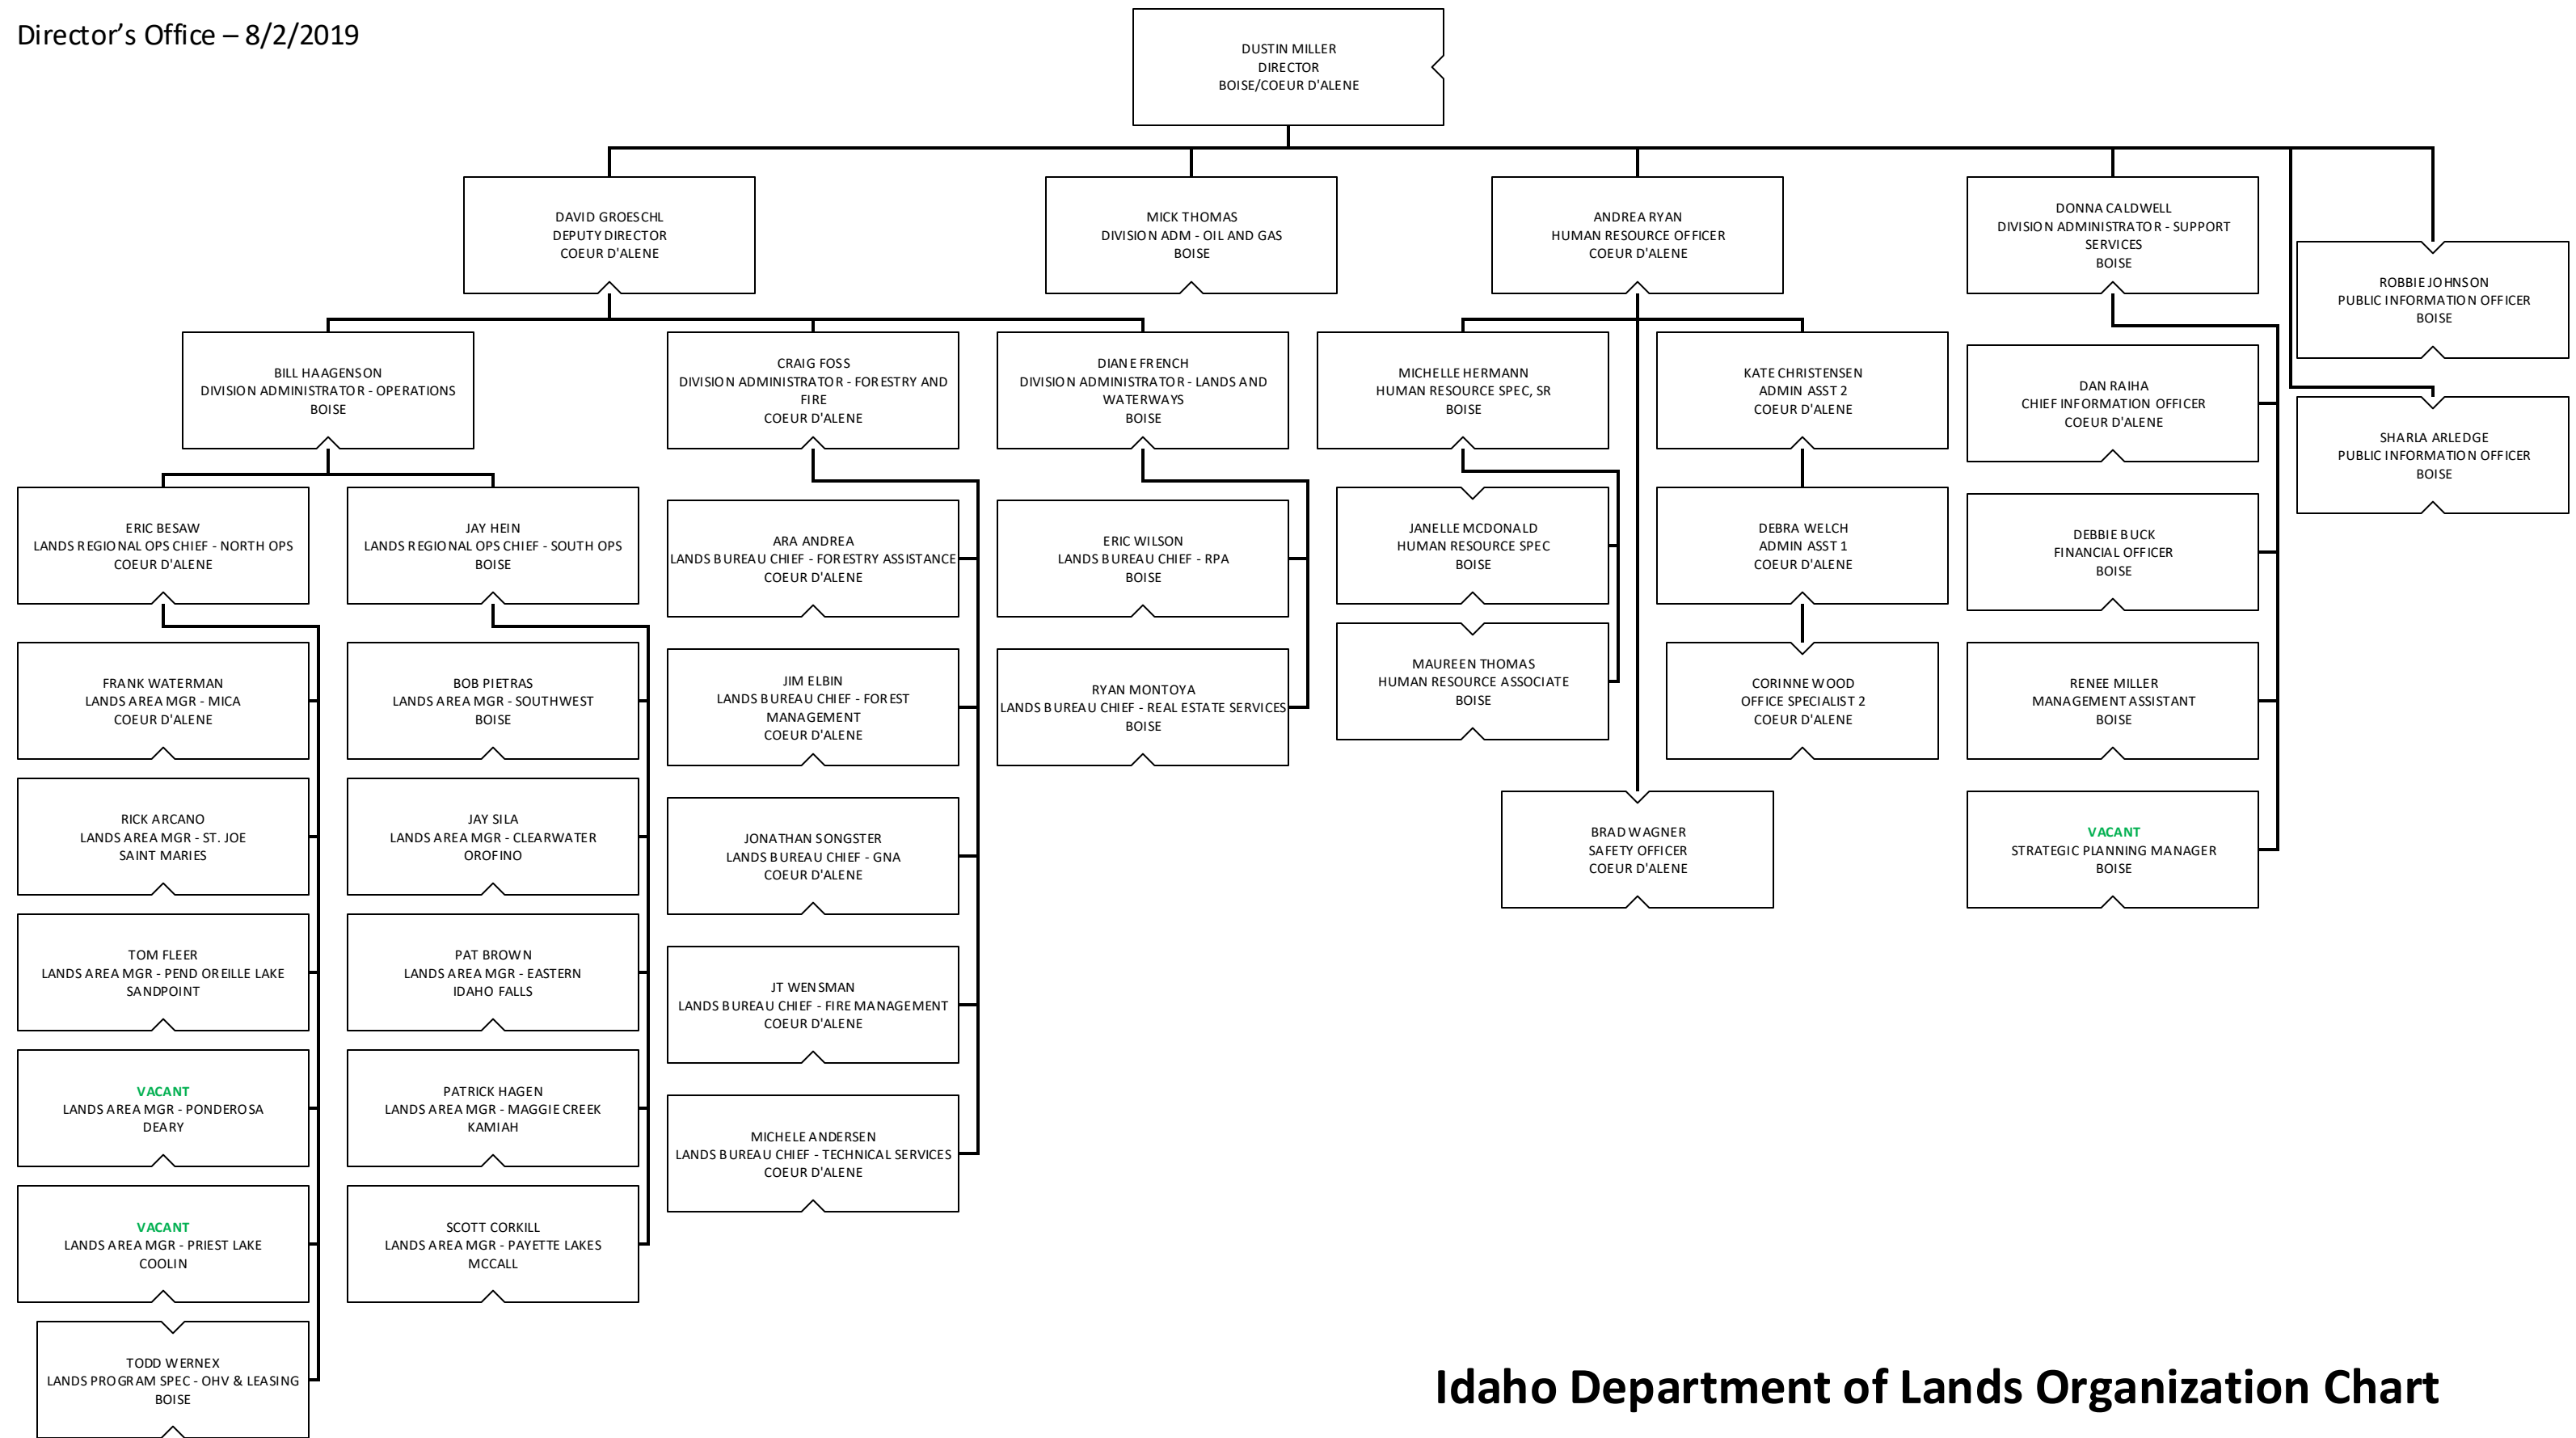 Director’s Office – 8/2/2019
DUSTIN MILLER
DIRECTOR
BOISE/COEUR D'ALENE
DAVID GROESCHL
DEPUTY DIRECTOR
COEUR D'ALENE
MICK THOMAS
DIVISION ADM - OIL AND GAS
BOISE
ANDREA RYAN
HUMAN RESOURCE OFFICER
COEUR D'ALENE
DONNA CALDWELL
DIVISION ADMINISTRATOR - SUPPORT
SERVICES
BOISE
ROBBIE JOHNSON
PUBLIC INFORMATION OFFICER
BOISE
SHARLA ARLEDGE
PUBLIC INFORMATION OFFICER
BOISE
BILL HAAGENSON
DIVISION ADMINISTRATOR - OPERATIONS
BOISE
CRAIG FOSS
DIVISION ADMINISTRATOR - FORESTRY AND
FIRE
COEUR D'ALENE
DIANE FRENCH
DIVISION ADMINISTRATOR - LANDS AND
WATERWAYS
BOISE
MICHELLE HERMANN
HUMAN RESOURCE SPEC, SR
BOISE
KATE CHRISTENSEN
ADMIN ASST 2
COEUR D'ALENE
DAN RAIHA
CHIEF INFORMATION OFFICER
COEUR D'ALENE
ERIC BESAW
LANDS REGIONAL OPS CHIEF - NORTH OPS
COEUR D'ALENE
JAY HEIN
LANDS REGIONAL OPS CHIEF - SOUTH OPS
BOISE
ARA ANDREA
LANDS BUREAU CHIEF - FORESTRY ASSISTANCE
COEUR D'ALENE
ERIC WILSON
LANDS BUREAU CHIEF - RPA
BOISE
JANELLE MCDONALD
HUMAN RESOURCE SPEC
BOISE
DEBRA WELCH
ADMIN ASST 1
COEUR D'ALENE
DEBBIE BUCK
FINANCIAL OFFICER
BOISE
FRANK WATERMAN
LANDS AREA MGR - MICA
COEUR D'ALENE
BOB PIETRAS
LANDS AREA MGR - SOUTHWEST
BOISE
JIM ELBIN
LANDS BUREAU CHIEF - FOREST
MANAGEMENT
COEUR D'ALENE
RYAN MONTOYA
LANDS BUREAU CHIEF - REAL ESTATE SERVICES
BOISE
MAUREEN THOMAS
HUMAN RESOURCE ASSOCIATE
BOISE
CORINNE WOOD
OFFICE SPECIALIST 2
COEUR D'ALENE
RENEE MILLER
MANAGEMENT ASSISTANT
BOISE
RICK ARCANO
LANDS AREA MGR - ST. JOE
SAINT MARIES
JAY SILA
LANDS AREA MGR - CLEARWATER
OROFINO
JONATHAN SONGSTER
LANDS BUREAU CHIEF - GNA
COEUR D'ALENE
BRAD WAGNER
SAFETY OFFICER
COEUR D'ALENE
VACANT
STRATEGIC PLANNING MANAGER
BOISE
TOM FLEER
LANDS AREA MGR - PEND OREILLE LAKE
SANDPOINT
PAT BROWN
LANDS AREA MGR - EASTERN
IDAHO FALLS
JT WENSMAN
LANDS BUREAU CHIEF - FIRE MANAGEMENT
COEUR D'ALENE
VACANT
LANDS AREA MGR - PONDEROSA
DEARY
PATRICK HAGEN
LANDS AREA MGR - MAGGIE CREEK
KAMIAH
MICHELE ANDERSEN
LANDS BUREAU CHIEF - TECHNICAL SERVICES
COEUR D'ALENE
VACANT
LANDS AREA MGR - PRIEST LAKE
COOLIN
SCOTT CORKILL
LANDS AREA MGR - PAYETTE LAKES
MCCALL
TODD WERNEX
LANDS PROGRAM SPEC - OHV & LEASING
BOISE
Idaho Department of Lands Organization Chart